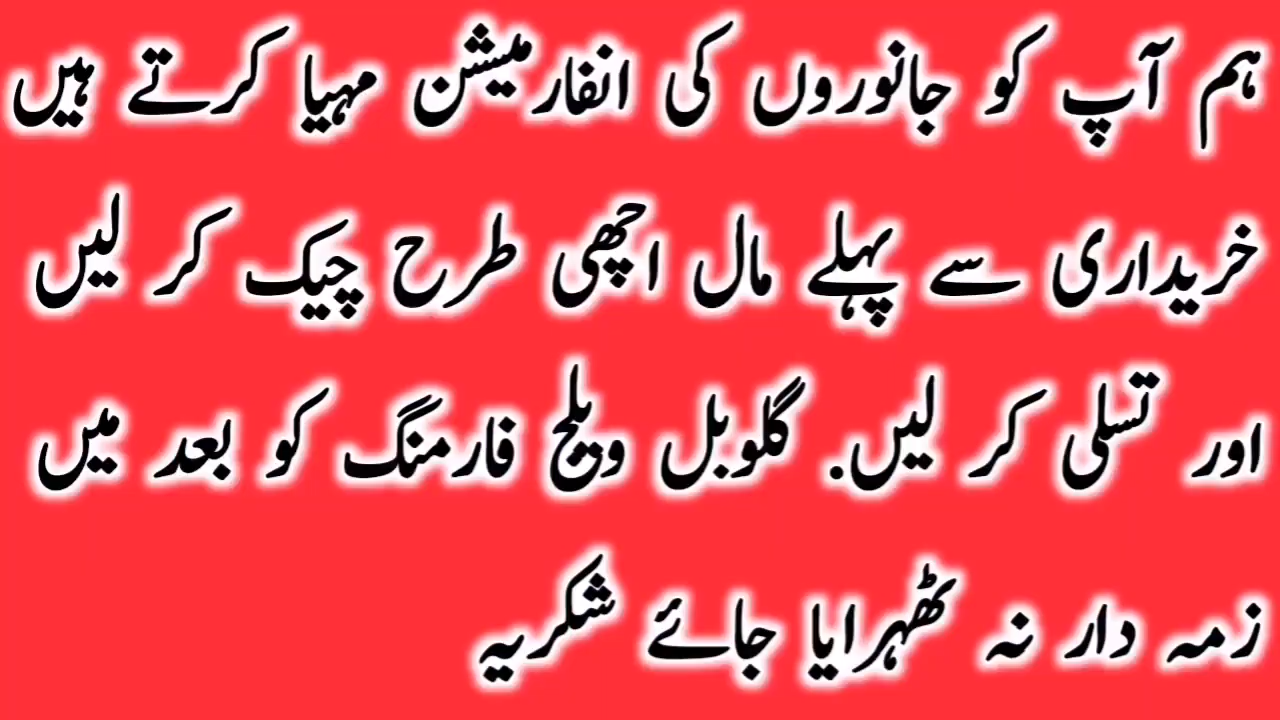 ہم آپ کو جانوروں کی انفارمیشن مہیا کرتے ہیں
خریداری سے پہلے مال اچھی طرح چیک کر لیں
اور تسلی کر لیں. گلوبل ویلج فارمنگ کو بعد میں
زمہ دار نہ ٹھہرایا جائے شکریہ